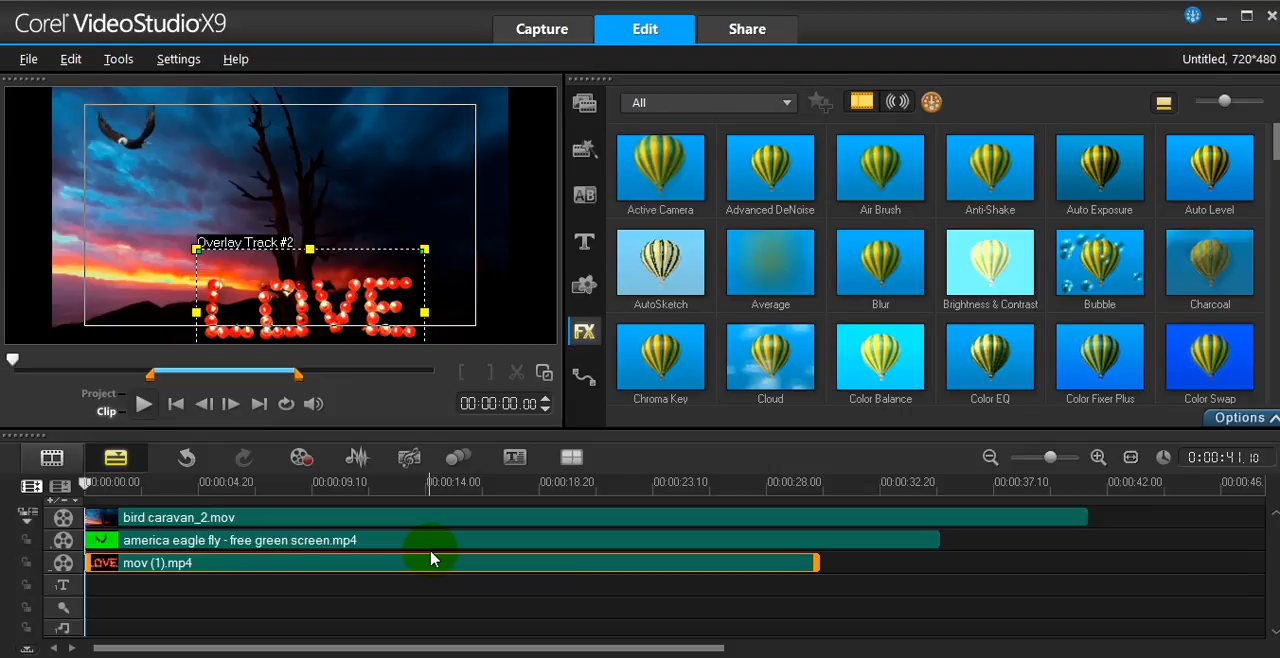 Corel VideoStudio X9
Capture Edit Share
File Edit Tools Settings Help Untitled, 720*480
Overlay Track #2
LOVE
Project
Clip
00:00:00.00
All
Active Camera Advanced DeNoise Air Brush Anti-Shake Auto Exposure Auto Level
AutoSketch Average Blur Brightness & Contrast Bubble Charcoal
Chroma Key Cloud Color Balance Color EQ Color Fixer Plus Color Swap
FX
AB
T
Options
0:00:41.10
00:00:00.00 00:00:04.20 00:00:09.10 00:00:14.00 00:00:18.20 00:00:23.10 00:00:28.00 00:00:32.20 00:00:37.10 00:00:42.00 00:00:46.
bird caravan_2.mov
america eagle fly - free green screen.mp4
LOVE mov (1).mp4
1T